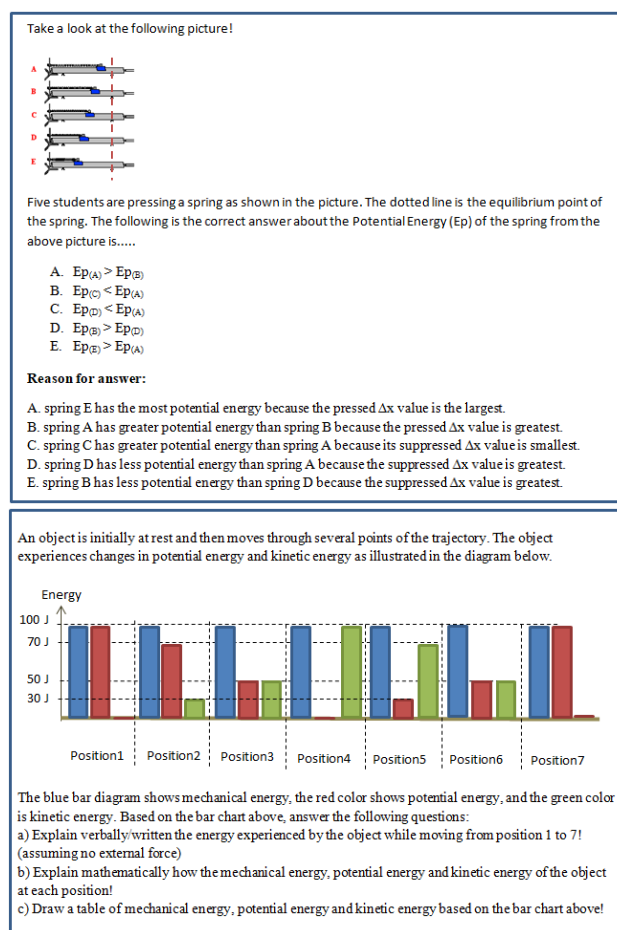 Take a look at the following picture!
A
B
C
D
E
Five students are pressing a spring as shown in the picture. The dotted line is the equilibrium point of
the spring. The following is the correct answer about the Potential Energy (Ep) of the spring from the
above picture is.....
A. Ep(A) > Ep(B)
B. Ep(C) < Ep(A)
C. Ep(D) < Ep(A)
D. Ep(B) > Ep(D)
E. Ep(E) > Ep(A)
Reason for answer:
A. spring E has the most potential energy because the pressed Δx value is the largest.
B. spring A has greater potential energy than spring B because the pressed Δx value is greatest.
C. spring C has greater potential energy than spring A because its suppressed Δx value is smallest.
D. spring D has less potential energy than spring A because the suppressed Δx value is greatest.
E. spring B has less potential energy than spring D because the suppressed Δx value is greatest.
An object is initially at rest and then moves through several points of the trajectory. The object
experiences changes in potential energy and kinetic energy as illustrated in the diagram below.
Energy
100 J
70 J
50 J
30 J
Position1 Position2 Position3 Position4 Position5 Position6 Position7
The blue bar diagram shows mechanical energy, the red color shows potential energy, and the green color
is kinetic energy. Based on the bar chart above, answer the following questions:
a) Explain verbally/written the energy experienced by the object while moving from position 1 to 7!
(assuming no external force)
b) Explain mathematically how the mechanical energy, potential energy and kinetic energy of the object
at each position!
c) Draw a table of mechanical energy, potential energy and kinetic energy based on the bar chart above!